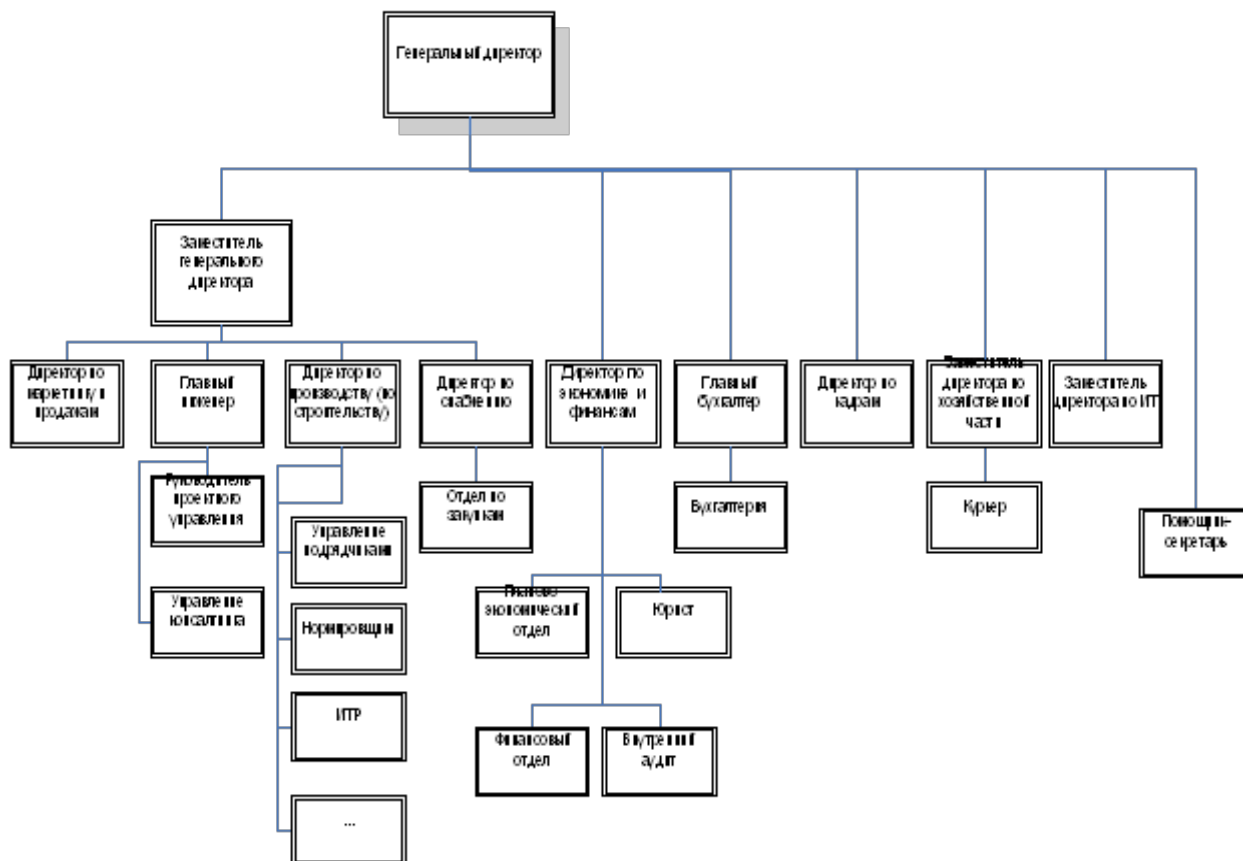 Генеральный директор
Заместитель
генерального
директора
Директор по
маркетингу и
продажам
Главный
инженер
Директор по
производству (по
строительству)
Директор по
снабжению
Директор по
экономике и
финансам
Главный
бухгалтер
Директор по
кадрам
Заместитель
директора по
хозяйственной
части
Заместитель
директора по ИТ
Руководитель
проектного
управления
Отдел по
закупкам
Бухгалтерия
Курьер
Помощник-
секретарь
Управление
подрядчиками
Управление
консалтинга
Нормировщики
Планово
экономический
отдел
Юрист
ИТР
Финансовый
отдел
Внутренний
аудит
...